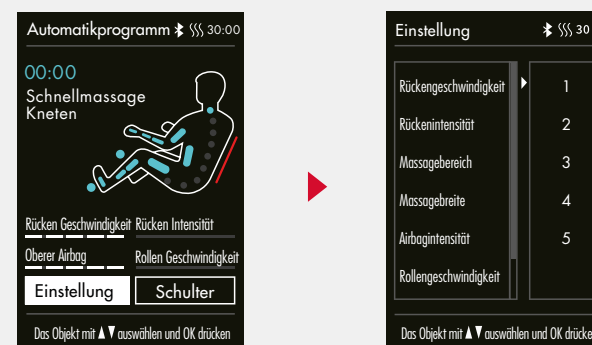 Automatikprogramm 30:00
00:00
Schnellmassage
Kneten
Rücken Geschwindigkeit Rücken Intensität
Oberer Airbag Rollen Geschwindigkeit
Einstellung Schulter
Das Objekt mit ▲▼ auswählen und OK drücken
Einstellung 30
Rückengeschwindigkeit 1
Rückenintensität 2
Massagebereich 3
Massagebreite 4
Airbagintensität 5
Rollengeschwindigkeit
Das Objekt mit ▲▼ auswählen und OK drücke